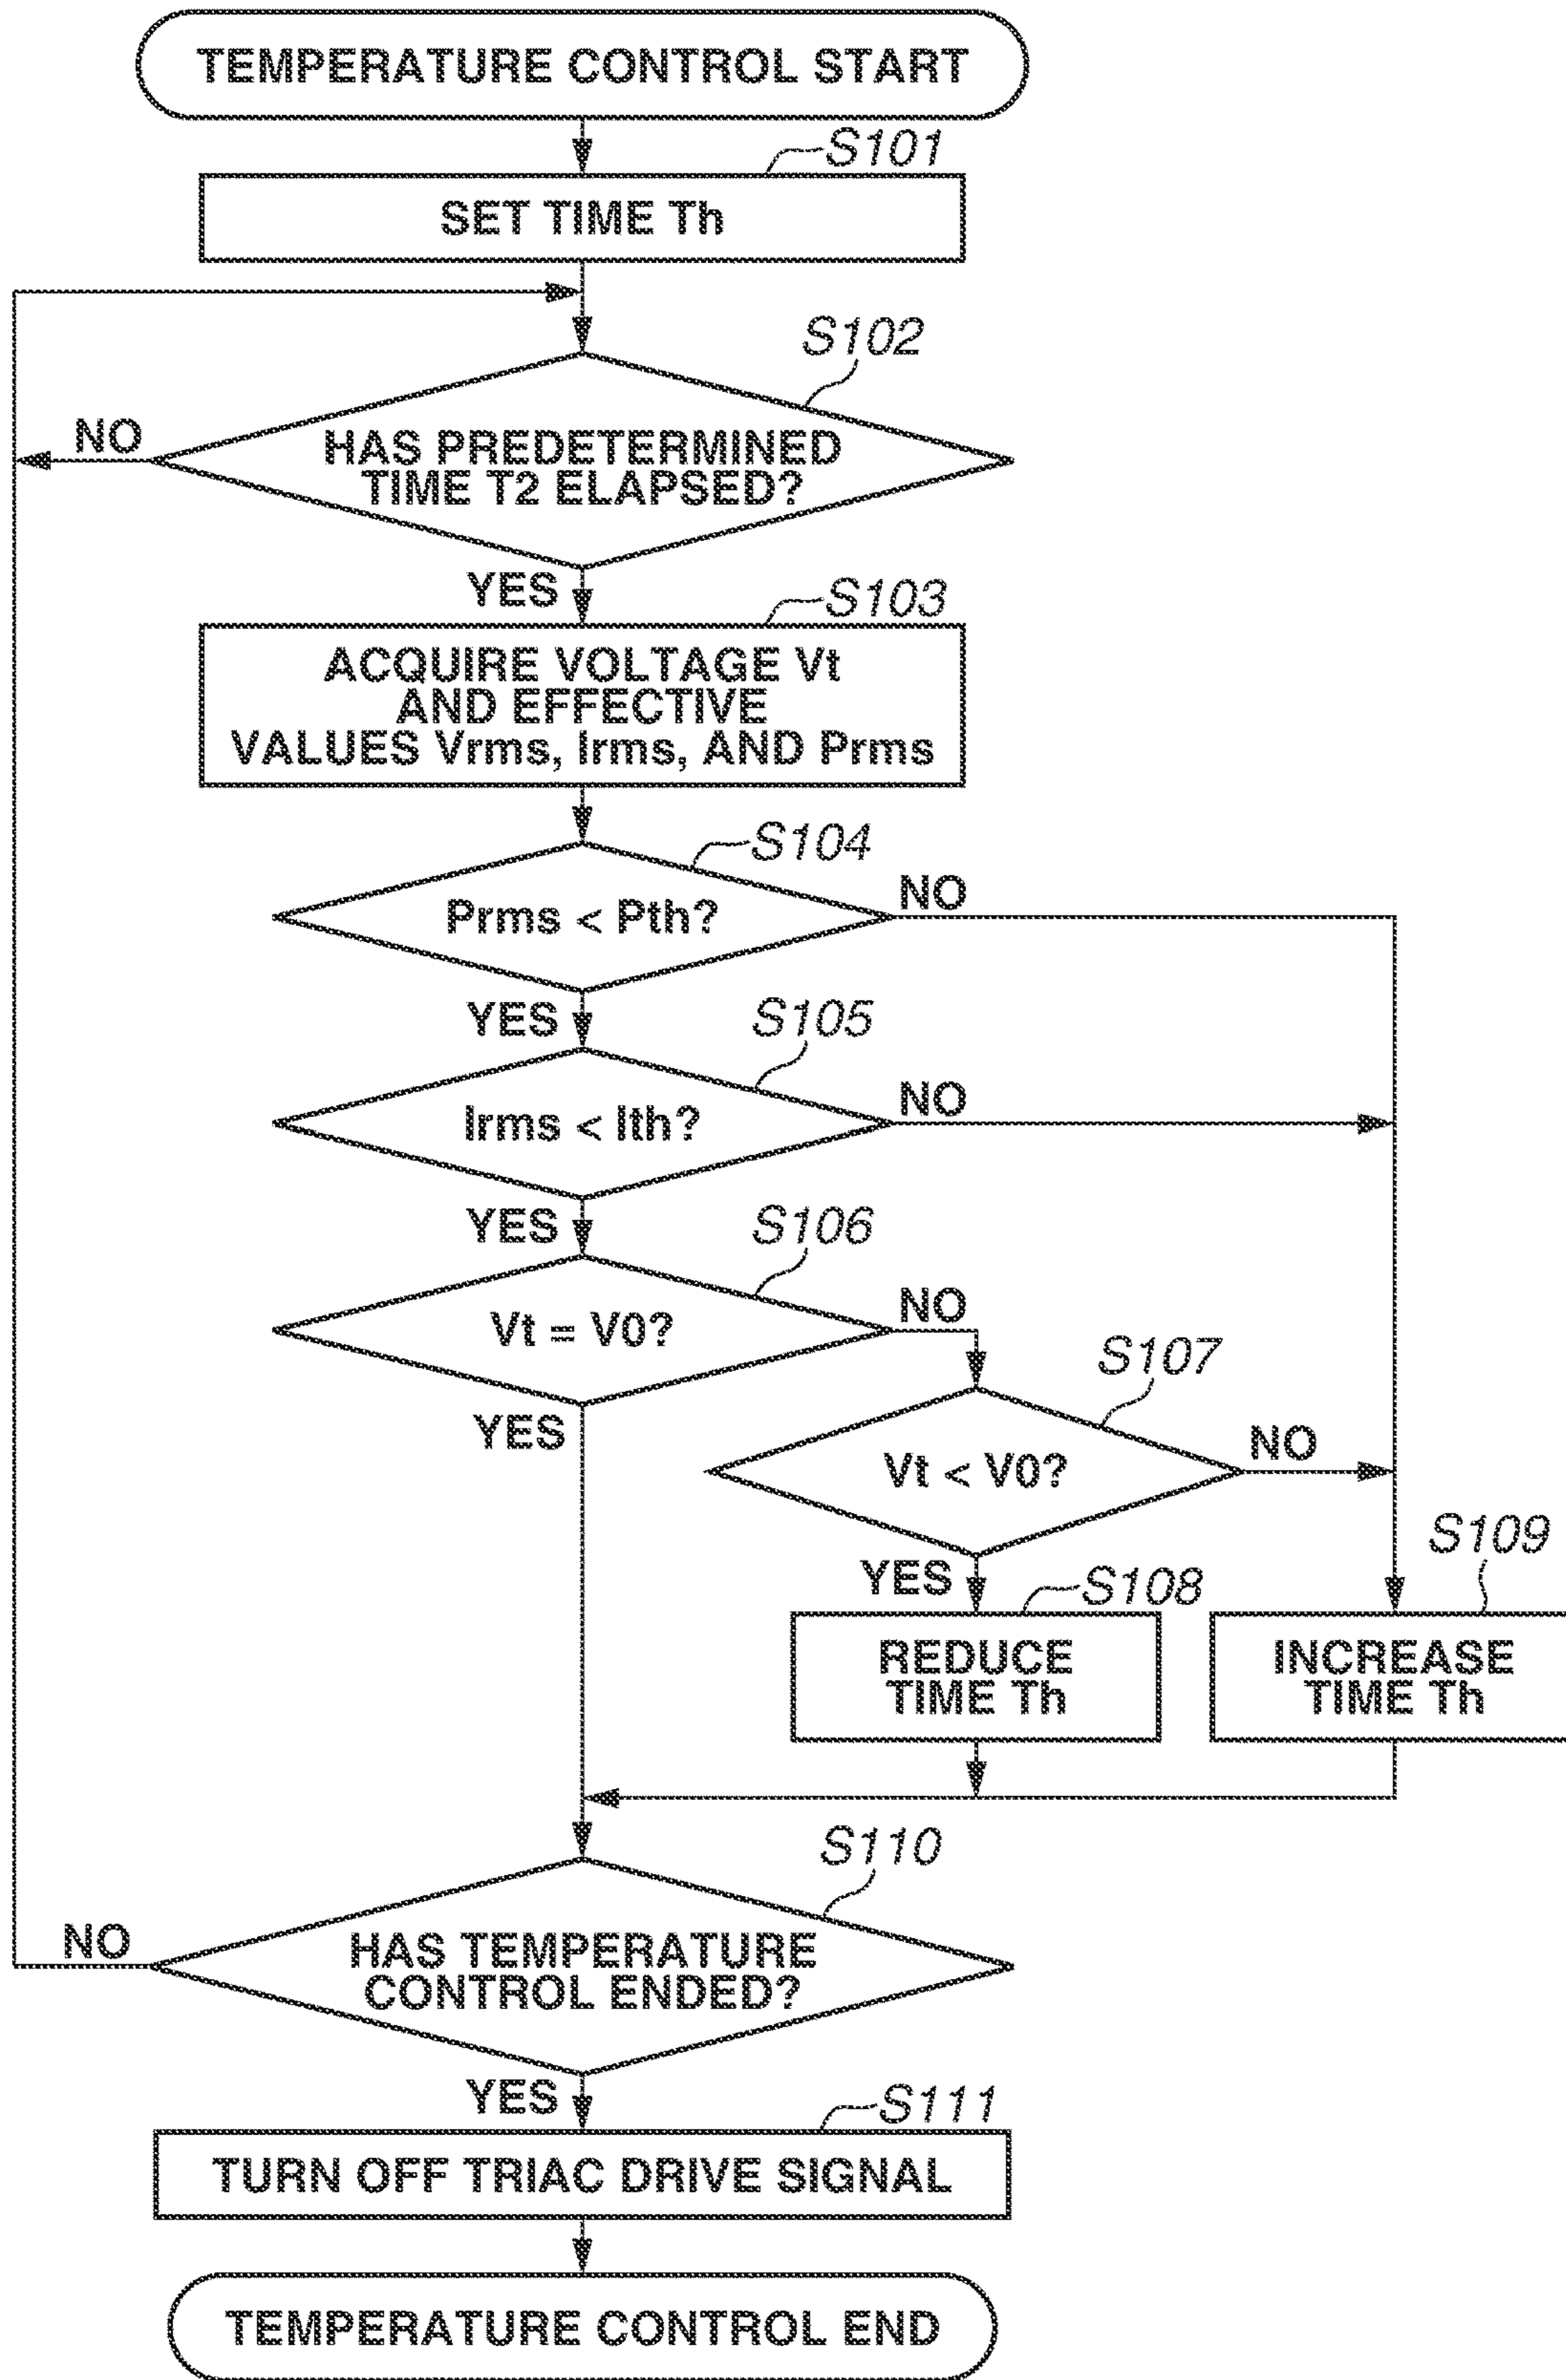 TEMPERATURE CONTROL START
S101
SET TIME Th
S102
NO
HAS PREDETERMINED
TIME T2 ELAPSED?
YES
S103
ACQUIRE VOLTAGE Vt
AND EFFECTIVE
VALUES Vrms, Irms, AND Prms
S104
NO
Prms < Pth?
YES
S105
NO
Irms < Ith?
YES
S106
NO
Vt = V0?
S107
YES
NO
Vt < V0?
S109
YES
S108
REDUCE
TIME Th
INCREASE
TIME Th
S110
NO
HAS TEMPERATURE
CONTROL ENDED?
YES
S111
TURN OFF TRIAC DRIVE SIGNAL
TEMPERATURE CONTROL END